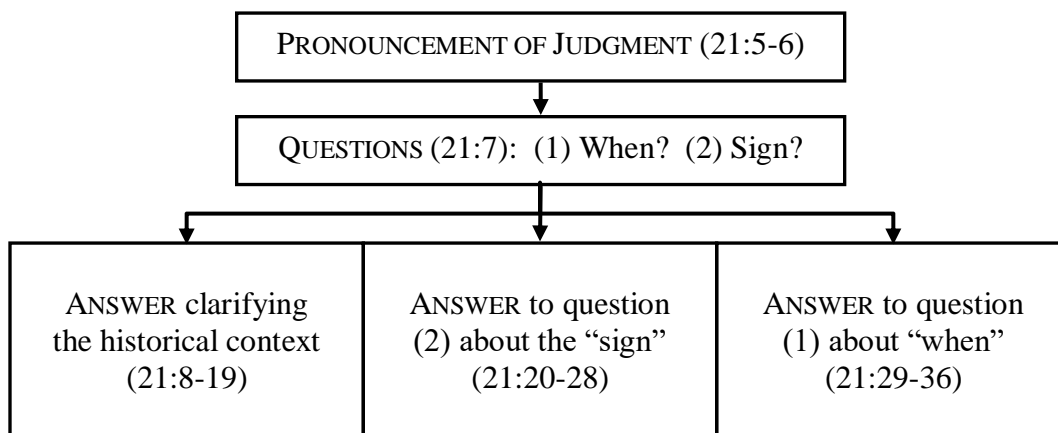 PRONOUNCEMENT OF JUDGMENT (21:5-6)
QUESTIONS (21:7): (1) When? (2) Sign?
ANSWER clarifying
the historical context
(21:8-19)
ANSWER to question
(2) about the “sign”
(21:20-28)
ANSWER to question
(1) about “when”
(21:29-36)